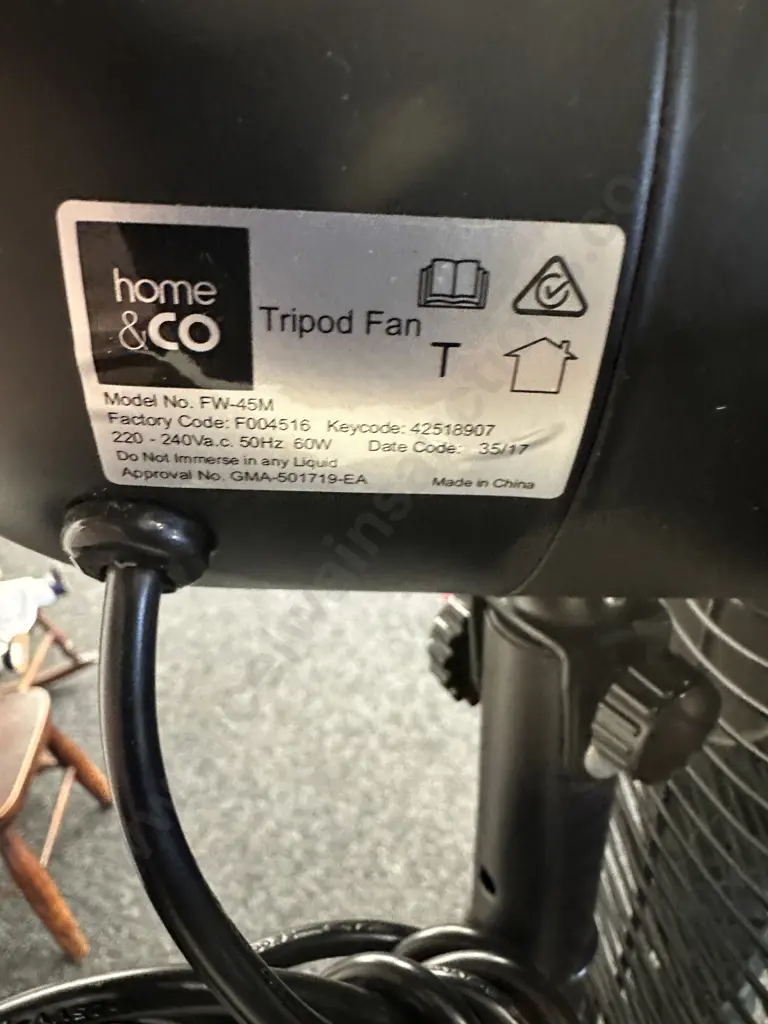 home
&CO
Tripod Fan
T
Model No. FW-45M
Factory Code: F004516 Keycode: 42518907
220 - 240Va.c. 50Hz 60W Date Code: 35/17
Do Not Immerse in any Liquid
Approval No. GMA-501719-EA Made in China